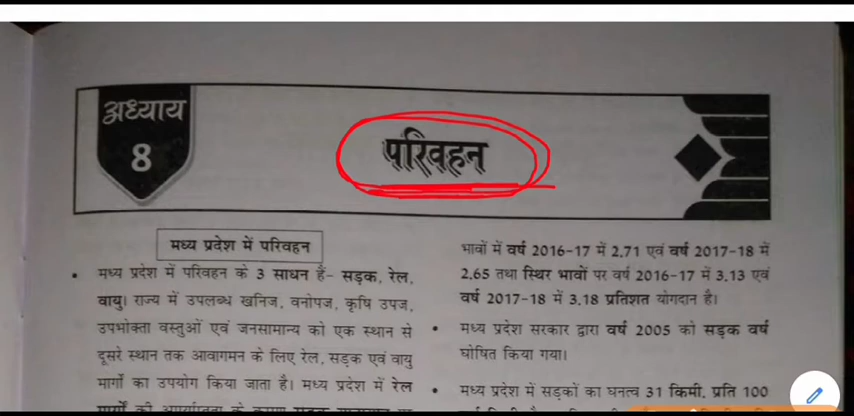 अध्याय
8
परिवहन
मध्य प्रदेश में परिवहन
• मध्य प्रदेश में परिवहन के 3 साधन हैं- सड़क, रेल,
वायु। राज्य में उपलब्ध खनिज, वनोपज, कृषि उपज,
उपभोक्ता वस्तुओं एवं जनसामान्य को एक स्थान से
दूसरे स्थान तक आवागमन के लिए रेल, सड़क एवं वायु
मार्गों का उपयोग किया जाता है। मध्य प्रदेश में रेल
भावों में वर्ष 2016-17 में 2.71 एवं वर्ष 2017-18 में
2.65 तथा स्थिर भावों पर वर्ष 2016-17 में 3.13 एवं
वर्ष 2017-18 में 3.18 प्रतिशत योगदान है।
• मध्य प्रदेश सरकार द्वारा वर्ष 2005 को सड़क वर्ष
घोषित किया गया।
• मध्य प्रदेश में सड़कों का घनत्व 31 किमी. प्रति 100